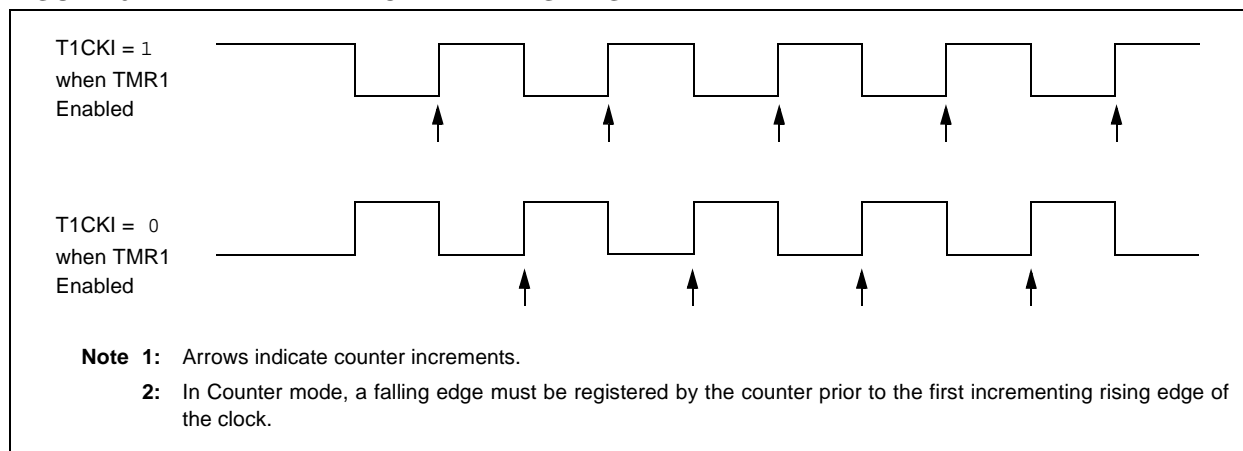 T1CKI = 1
when TMR1
Enabled
T1CKI = 0
when TMR1
Enabled
Note 1: Arrows indicate counter increments.
2: In Counter mode, a falling edge must be registered by the counter prior to the first incrementing rising edge of
the clock.